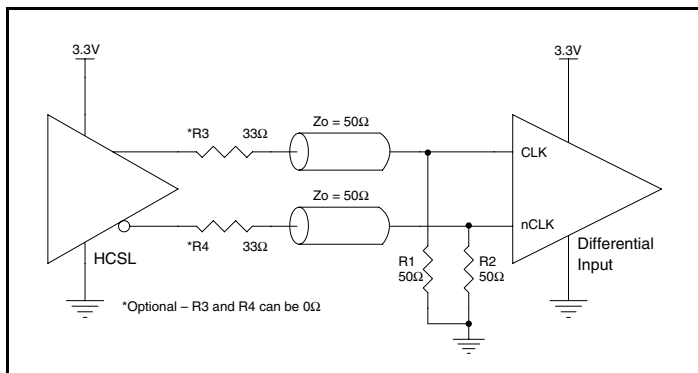 3.3V
3.3V
*R3 33Ω
Zo = 50Ω
CLK
Zo = 50Ω
nCLK
HCSL
*R4 33Ω
R1
50Ω
R2
50Ω
Differential
Input
*Optional – R3 and R4 can be 0Ω